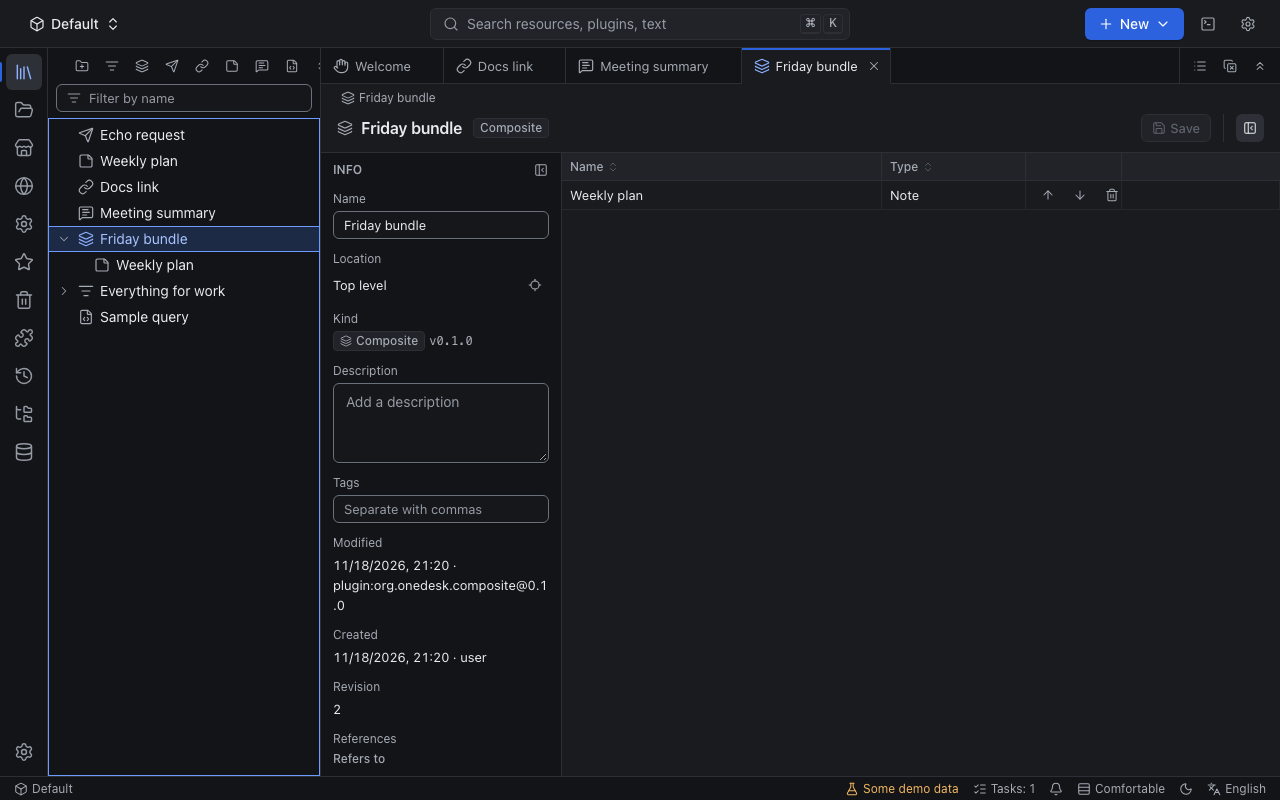 Default
Search resources, plugins, text
⌘ K
New
Welcome
Docs link
Meeting summary
Friday bundle
Filter by name
Echo request
Weekly plan
Docs link
Meeting summary
Friday bundle
Weekly plan
Everything for work
Sample query
Friday bundle
Friday bundle
Composite
Save
INFO
Name
Friday bundle
Location
Top level
Kind
Composite v0.1.0
Description
Add a description
Tags
Separate with commas
Modified
11/18/2026, 21:20 ·
plugin:org.onedesk.composite@0.1
.0
Created
11/18/2026, 21:20 · user
Revision
2
References
Refers to
Name
Type
Weekly plan
Note
Default
Some demo data
Tasks: 1
Comfortable
English